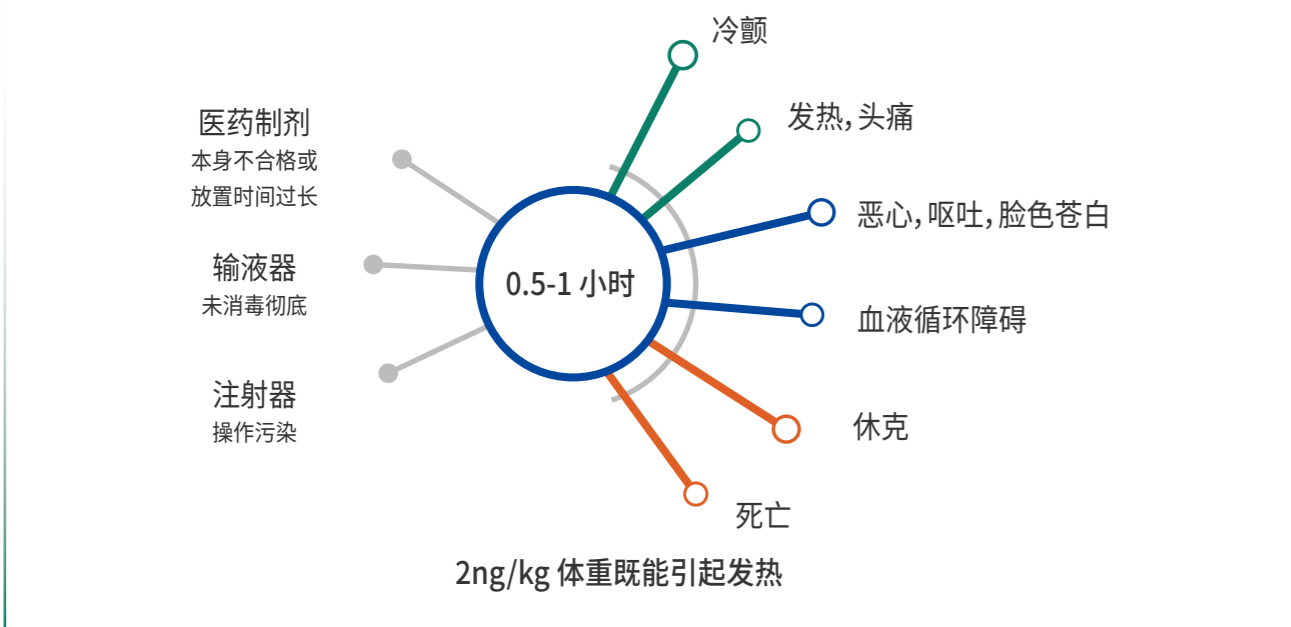 医药制剂
本身不合格或
放置时间过长
输液器
未消毒彻底
注射器
操作污染
0.5-1 小时
冷颤
发热，头痛
恶心，呕吐，脸色苍白
血液循环障碍
休克
死亡
2ng/kg 体重既能引起发热